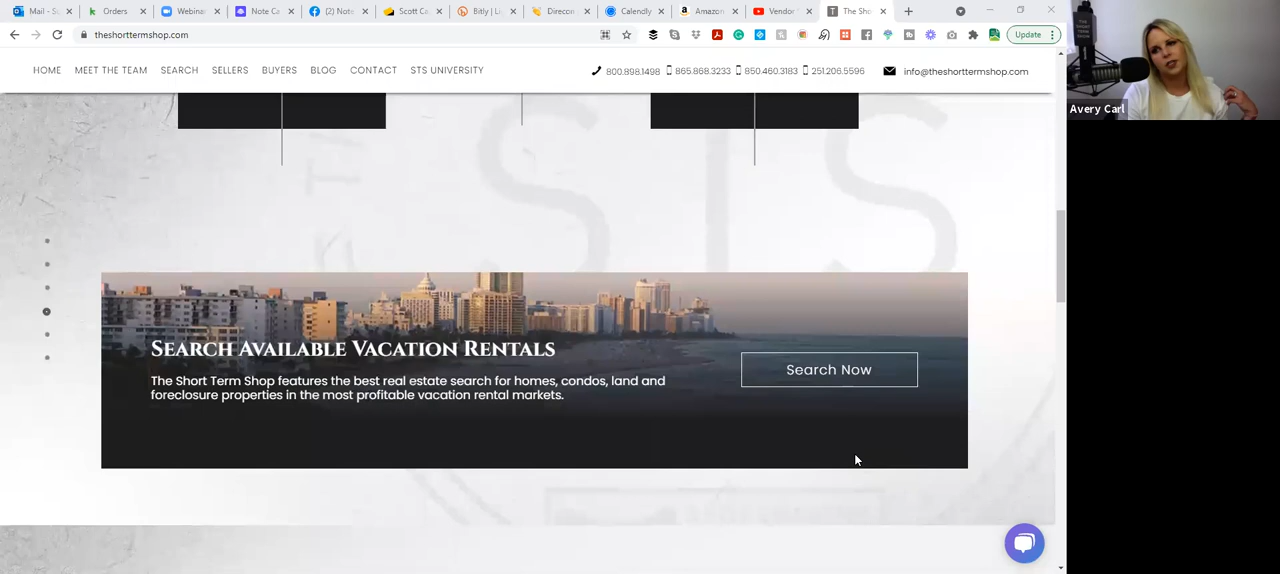 Mail - S
Orders
Webinar
Note Ca
(2) Note
Scott Ca
Bitly | Li
Direcon
Calendly
Amazon
Vendor
The Sho
theshorttermshop.com
Update
HOME
MEET THE TEAM
SEARCH
SELLERS
BUYERS
BLOG
CONTACT
STS UNIVERSITY
800.898.1498
865.868.3233
850.460.3183
251.206.5596
info@theshorttermshop.com
Avery Carl
STS
SEARCH AVAILABLE VACATION RENTALS
The Short Term Shop features the best real estate search for homes, condos, land and
foreclosure properties in the most profitable vacation rental markets.
Search Now